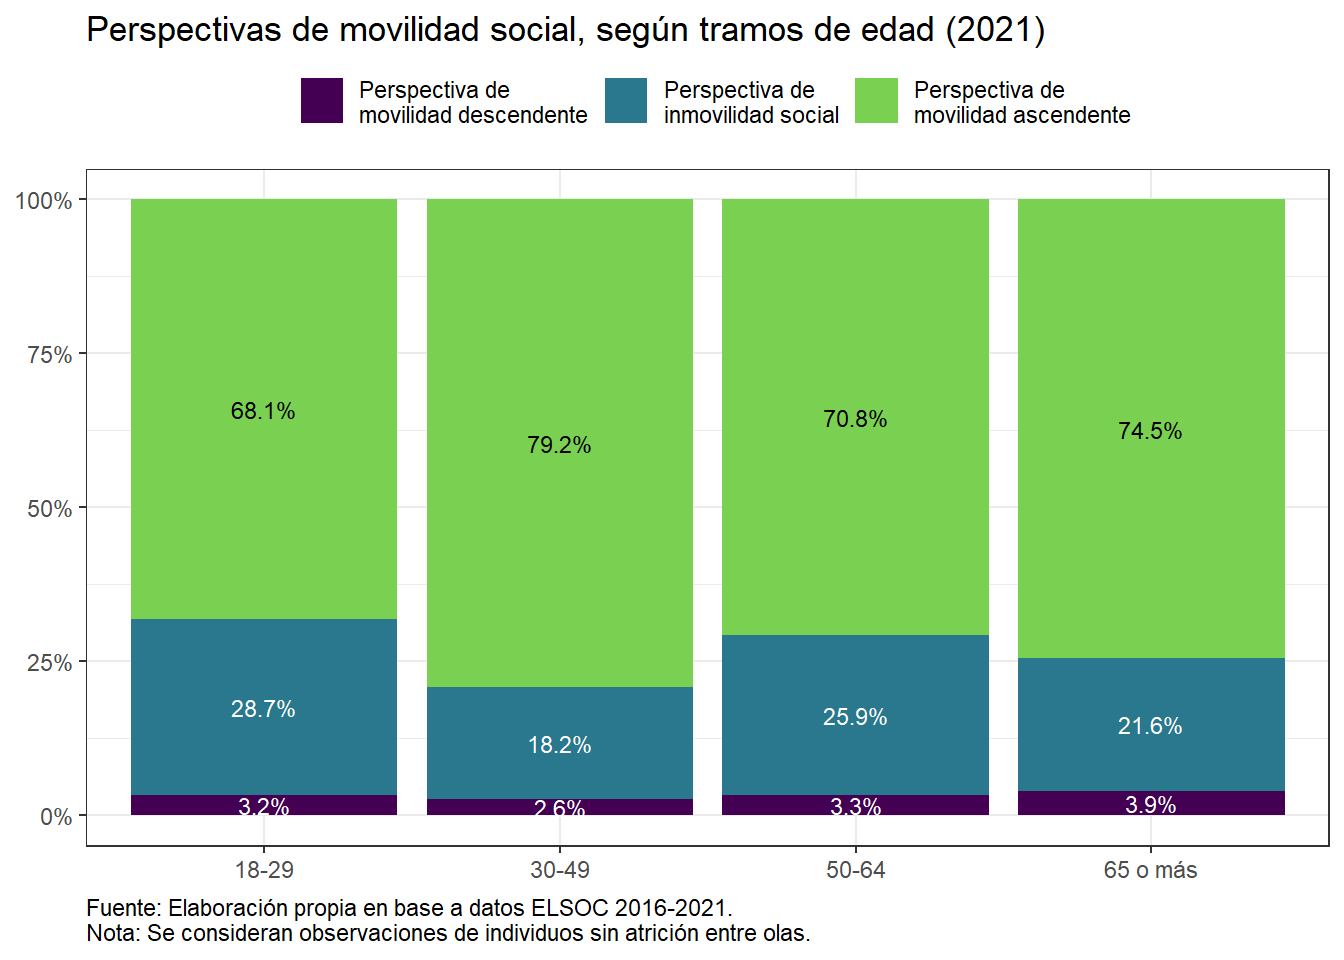 Perspectivas de movilidad social, según tramos de edad (2021)
Perspectiva de
movilidad descendente
Perspectiva de
inmovilidad social
Perspectiva de
movilidad ascendente
100%
75%
50%
25%
0%
68.1%
79.2%
70.8%
74.5%
28.7%
18.2%
25.9%
21.6%
3.2%
2.6%
3.3%
3.9%
18-29
30-49
50-64
65 o más
Fuente: Elaboración propia en base a datos ELSOC 2016-2021.
Nota: Se consideran observaciones de individuos sin atrición entre olas.